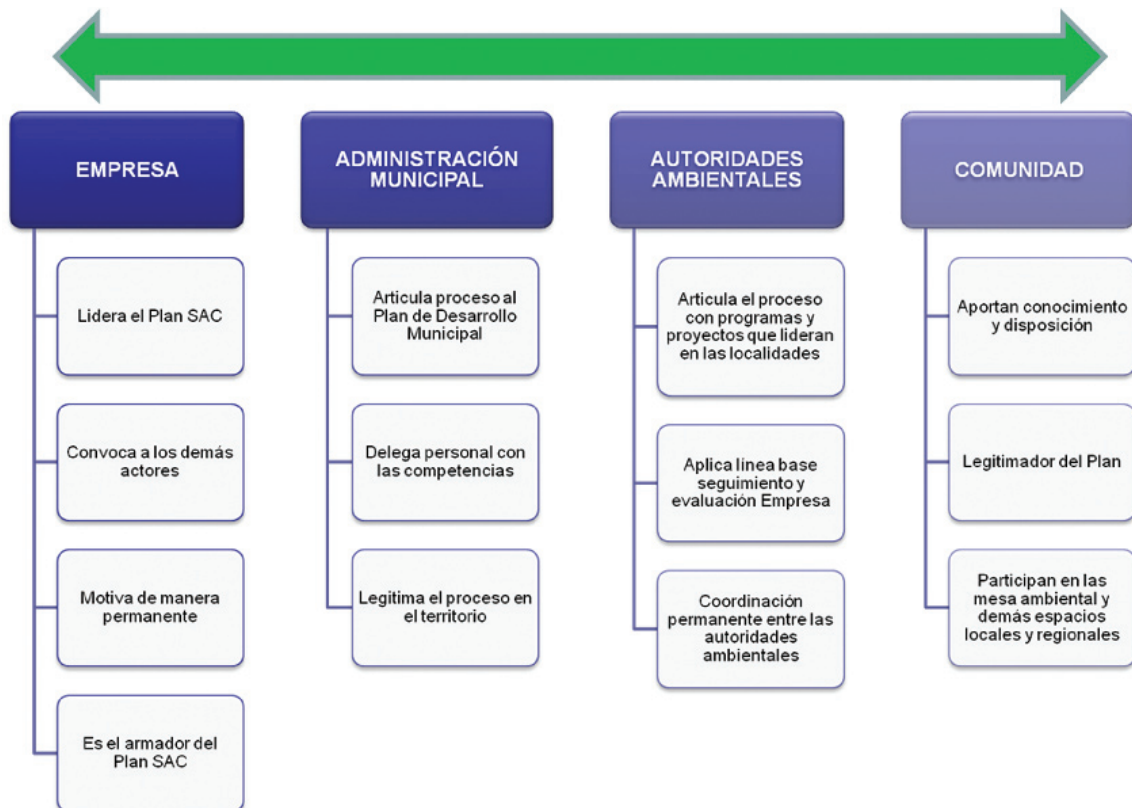 EMPRESA
Lidera el Plan SAC
Convoca a los demás
actores
Motiva de manera
permanente
Es el armador del
Plan SAC
ADMINISTRACIÓN
MUNICIPAL
Articula proceso al
Plan de Desarrollo
Municipal
Delega personal con
las competencias
Legitima el proceso en
el territorio
AUTORIDADES
AMBIENTALES
Articula el proceso
con programas y
proyectos que lideran
en las localidades
Aplica línea base
seguimiento y
evaluación Empresa
Coordinación
permanente entre las
autoridades
ambientales
COMUNIDAD
Aportan conocimiento
y disposición
Legitimador del Plan
Participan en las
mesa ambiental y
demás espacios
locales y regionales